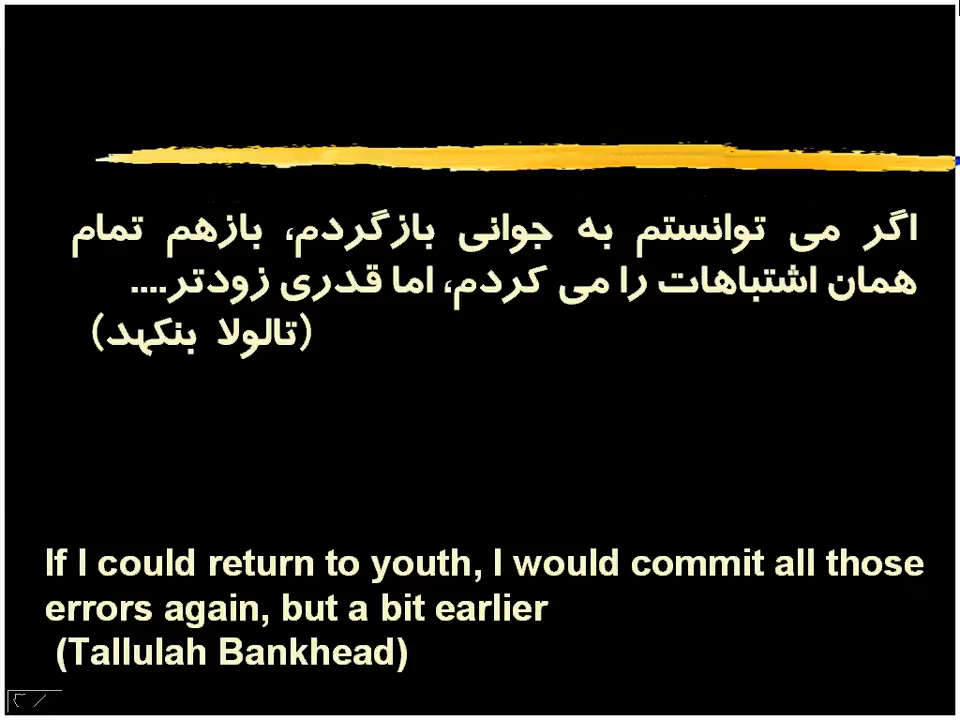 اگر می توانستم به جوانی بازگردم، بازهم تمام
همان اشتباهات را می کردم، اما قدری زودتر....
(تالولا بنکهد)
If I could return to youth, I would commit all those
errors again, but a bit earlier
(Tallulah Bankhead)